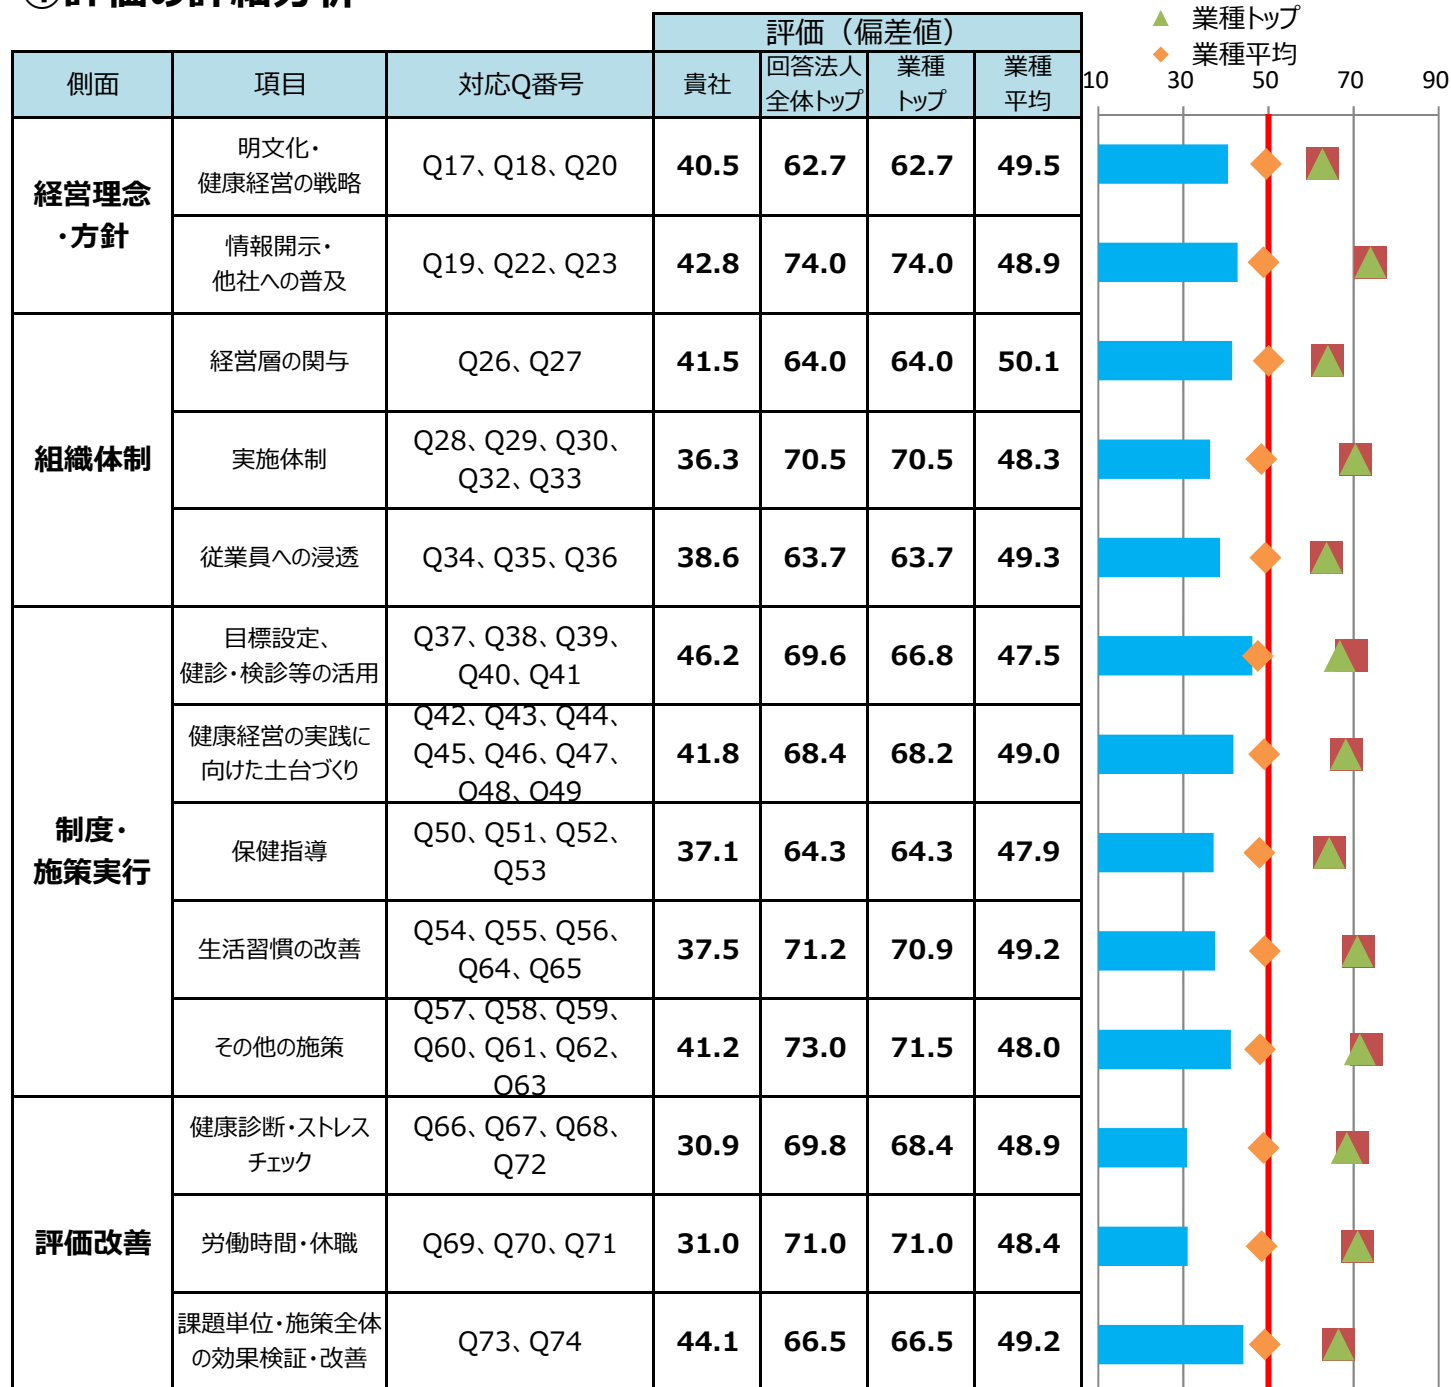 ①評価の詳細分析
▲ 業種トップ
◆ 業種平均
評価（偏差値）
側面 項目 対応Q番号 貴社 回答法人 業種 業種
全体トップ トップ 平均
10 30 50 70 90
経営理念
・方針
明文化・
健康経営の戦略
Q17、Q18、Q20
40.5 62.7 62.7 49.5
情報開示・
他社への普及
Q19、Q22、Q23
42.8 74.0 74.0 48.9
組織体制
経営層の関与
Q26、Q27
41.5 64.0 64.0 50.1
実施体制
Q28、Q29、Q30、
Q32、Q33
36.3 70.5 70.5 48.3
従業員への浸透
Q34、Q35、Q36
38.6 63.7 63.7 49.3
制度・
施策実行
目標設定、
健診・検診等の活用
Q37、Q38、Q39、
Q40、Q41
46.2 69.6 66.8 47.5
健康経営の実践に
向けた土台づくり
Q42、Q43、Q44、
Q45、Q46、Q47、
Q48、Q49
41.8 68.4 68.2 49.0
保健指導
Q50、Q51、Q52、
Q53
37.1 64.3 64.3 47.9
生活習慣の改善
Q54、Q55、Q56、
Q64、Q65
37.5 71.2 70.9 49.2
その他の施策
Q57、Q58、Q59、
Q60、Q61、Q62、
Q63
41.2 73.0 71.5 48.0
評価改善
健康診断・ストレス
チェック
Q66、Q67、Q68、
Q72
30.9 69.8 68.4 48.9
労働時間・休職
Q69、Q70、Q71
31.0 71.0 71.0 48.4
課題単位・施策全体
の効果検証・改善
Q73、Q74
44.1 66.5 66.5 49.2